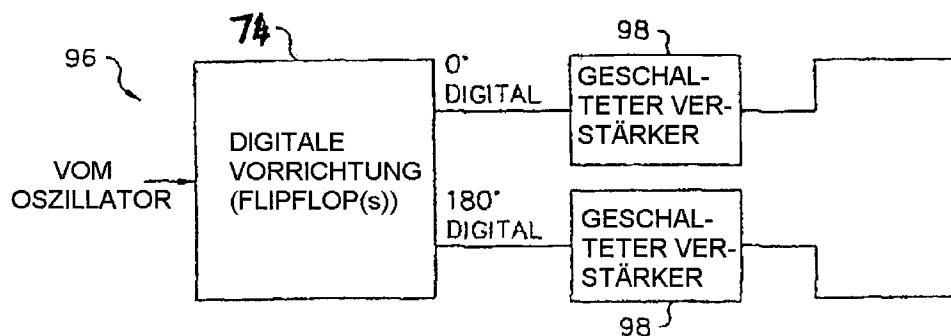 74
98
96
0°
DIGITAL
GESCHAL-
TETER VER-
STÄRKER
DIGITALE
VORRICHTUNG
(FLIPFLOP(s))
VOM
OSZILLATOR
180°
DIGITAL
GESCHAL-
TETER VER-
STÄRKER
98